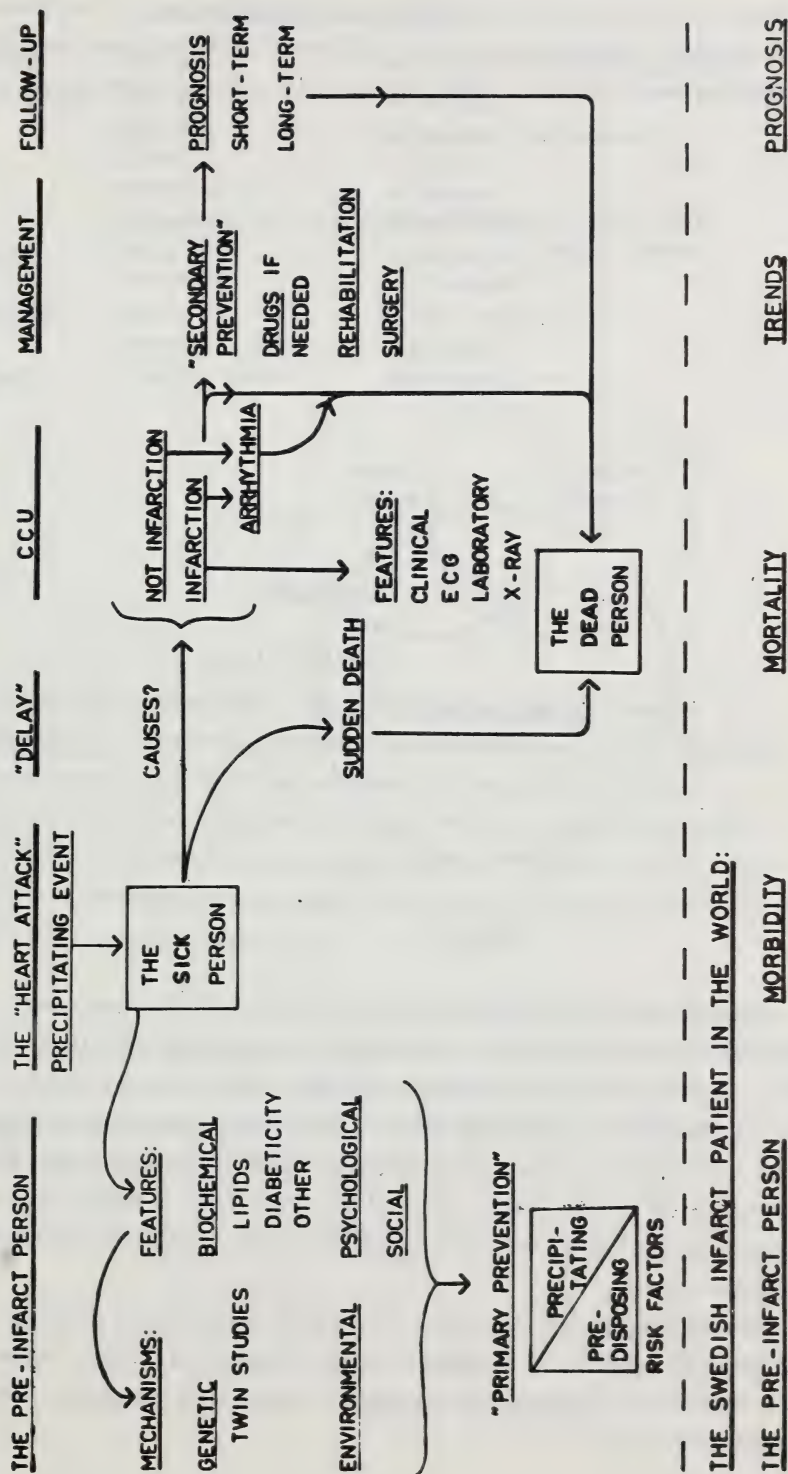 THE PRE-INFARCT PERSON
THE "HEART ATTACK"
"DELAY"
CCU
MANAGEMENT
FOLLOW-UP
PRECIPITATING EVENT
MECHANISMS:
GENETIC
TWIN STUDIES
ENVIRONMENTAL
FEATURES:
BIOCHEMICAL
LIPIDS
DIABETICITY
OTHER
PSYCHOLOGICAL
SOCIAL
"PRIMARY PREVENTION"
PRECIPI-
TATING
PRE-
DISPOSING
RISK FACTORS
THE
SICK
PERSON
CAUSES?
SUDDEN DEATH
NOT INFARCTION
INFARCTION
ARRHYTHMIA
FEATURES:
CLINICAL
ECG
LABORATORY
X-RAY
THE
DEAD
PERSON
"SECONDARY
PREVENTION"
DRUGS IF
NEEDED
REHABILITATION
SURGERY
PROGNOSIS
SHORT-TERM
LONG-TERM
THE SWEDISH INFARCT PATIENT IN THE WORLD:
THE PRE-INFARCT PERSON
MORBIDITY
MORTALITY
TRENDS
PROGNOSIS